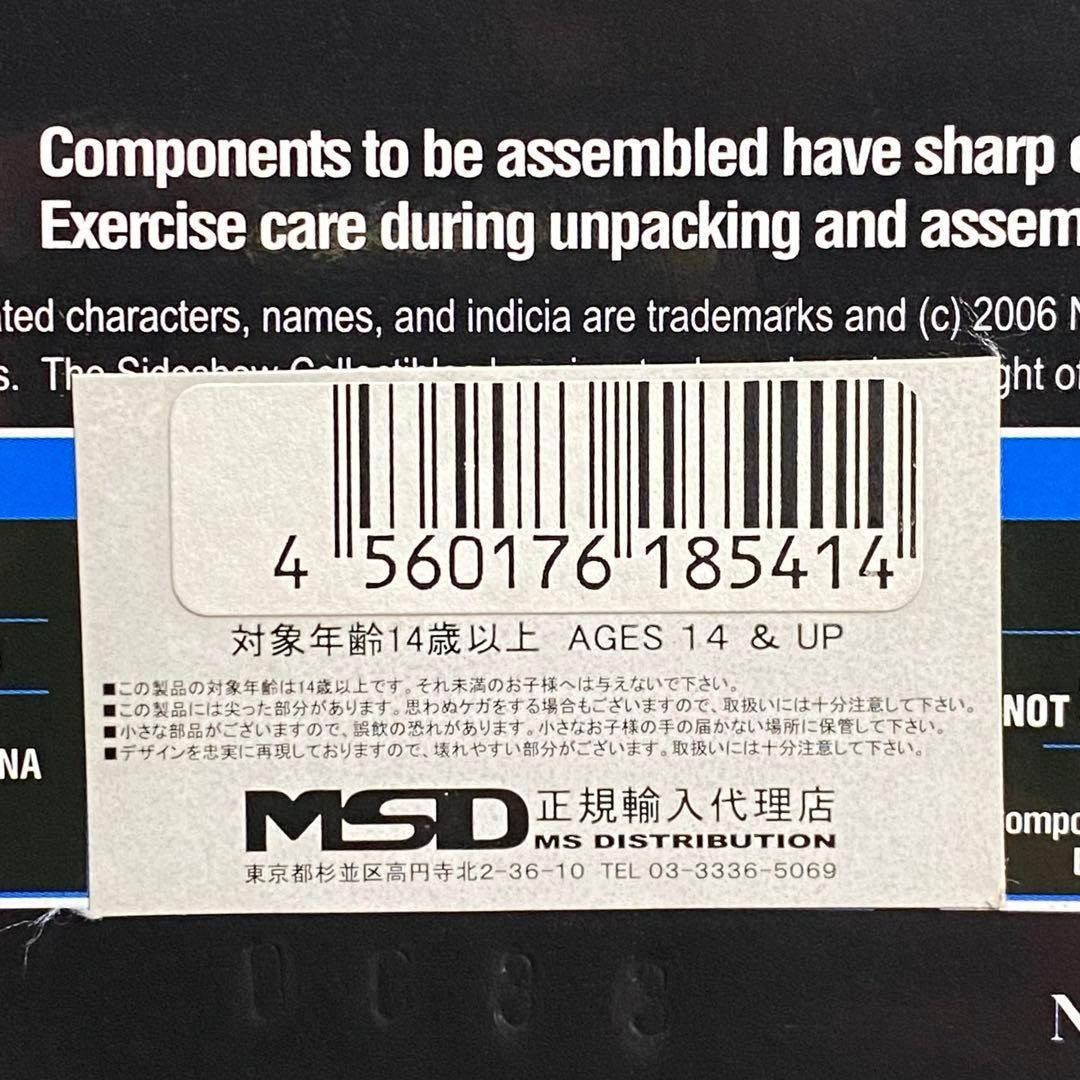 Components to be assembled have sharp
Exercise care during unpacking and assem
ated characters, names, and indicia are trademarks and (c) 2006 N
s. The Sideshow Collectibles ght of
4 560176 185414
対象年齢14歳以上 AGES 14 & UP
■この製品の対象年齢は14歳以上です。それ未満のお子様へは与えないで下さい。
■この製品には尖った部分があります。思わぬケガをする場合もございますので、取扱いには十分注意して下さい。
■小さな部品がございますので、誤飲の恐れがあります。小さなお子様の手の届かない場所に保管して下さい。
■デザインを忠実に再現しておりますので、壊れやすい部分がございます。取扱いには十分注意して下さい。
NOT
NA
MSD 正規輸入代理店
MS DISTRIBUTION
ompo
東京都杉並区高円寺北2-36-10 TEL 03-3336-5069
N